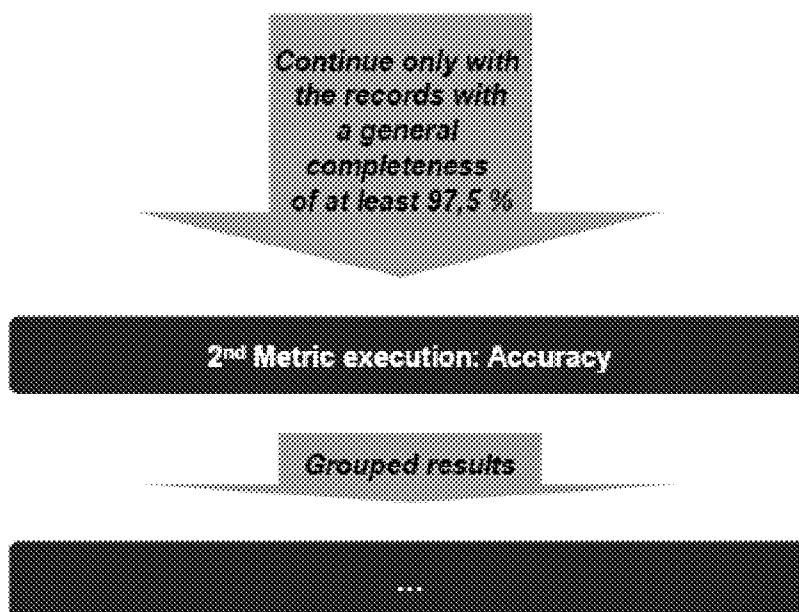 Continue only with
the records with
a general
completeness
of at least 97,5 %
2nd Metric execution: Accuracy
Grouped results
...